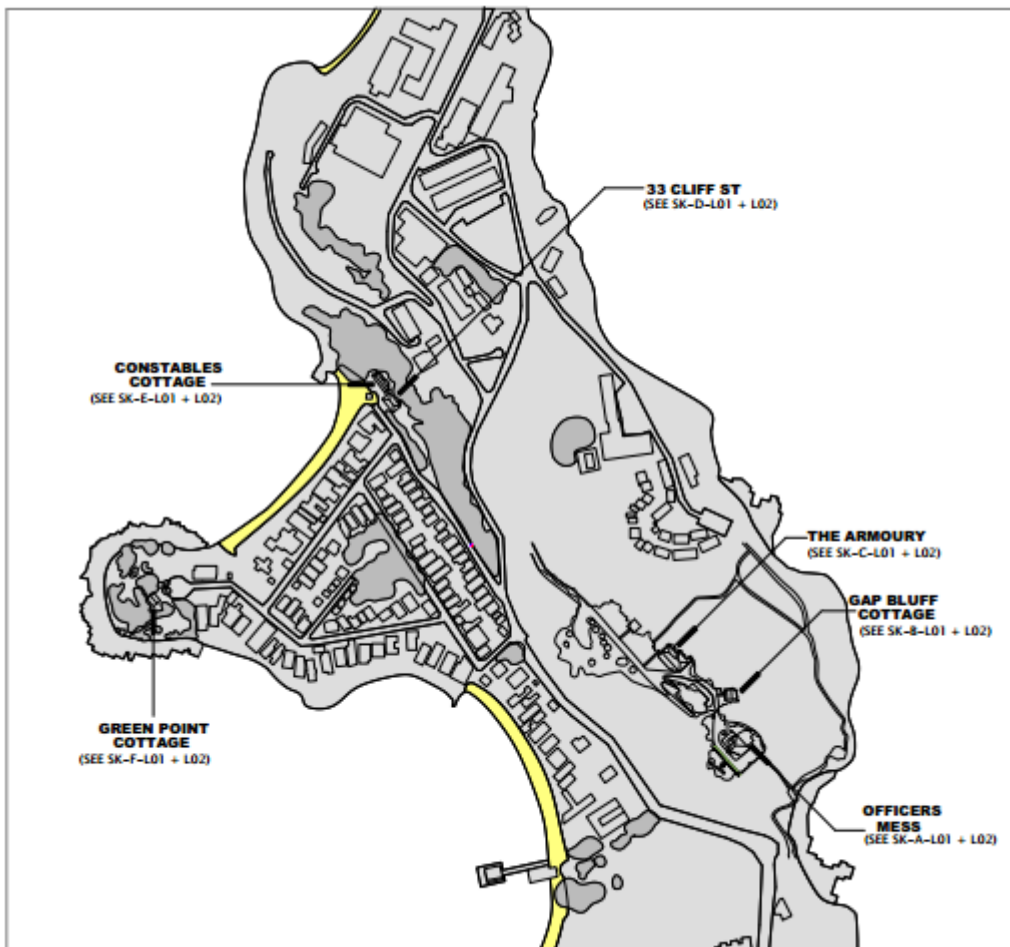 33 CLIFF ST
(SEE SK-D-L01 + L02)
CONSTABLES
COTTAGE
(SEE SK-E-L01 + L02)
THE ARMOURY
(SEE SK-C-L01 + L02)
GAP BLUFF
COTTAGE
(SEE SK-B-L01 + L02)
GREEN POINT
COTTAGE
(SEE SK-F-L01 + L02)
OFFICERS
MESS
(SEE SK-A-L01 + L02)